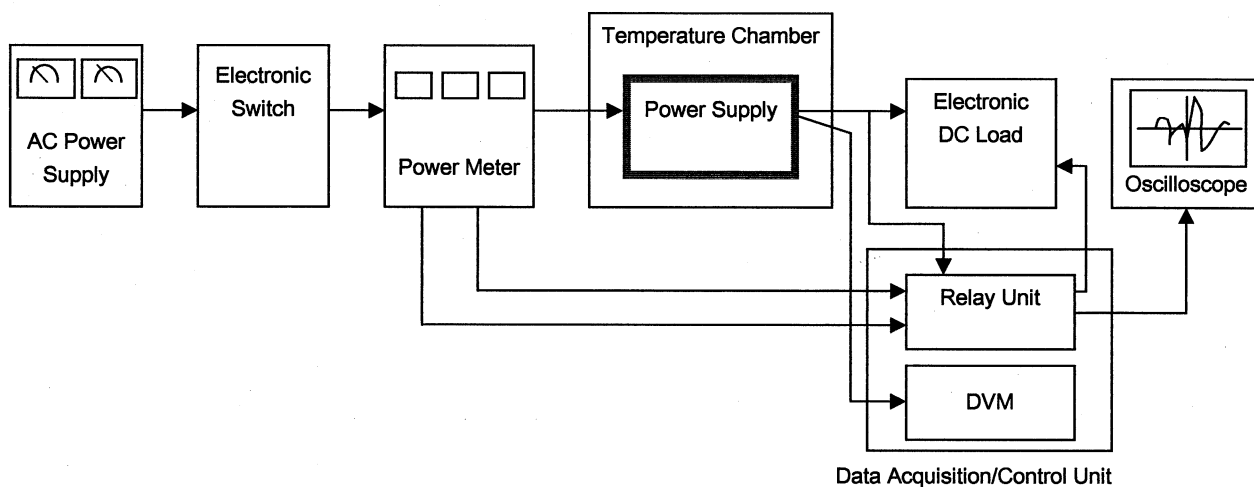 AC Power
Supply
Electronic
Switch
Power Meter
Temperature Chamber
Power Supply
Electronic
DC Load
Oscilloscope
Relay Unit
DVM
Data Acquisition/Control Unit